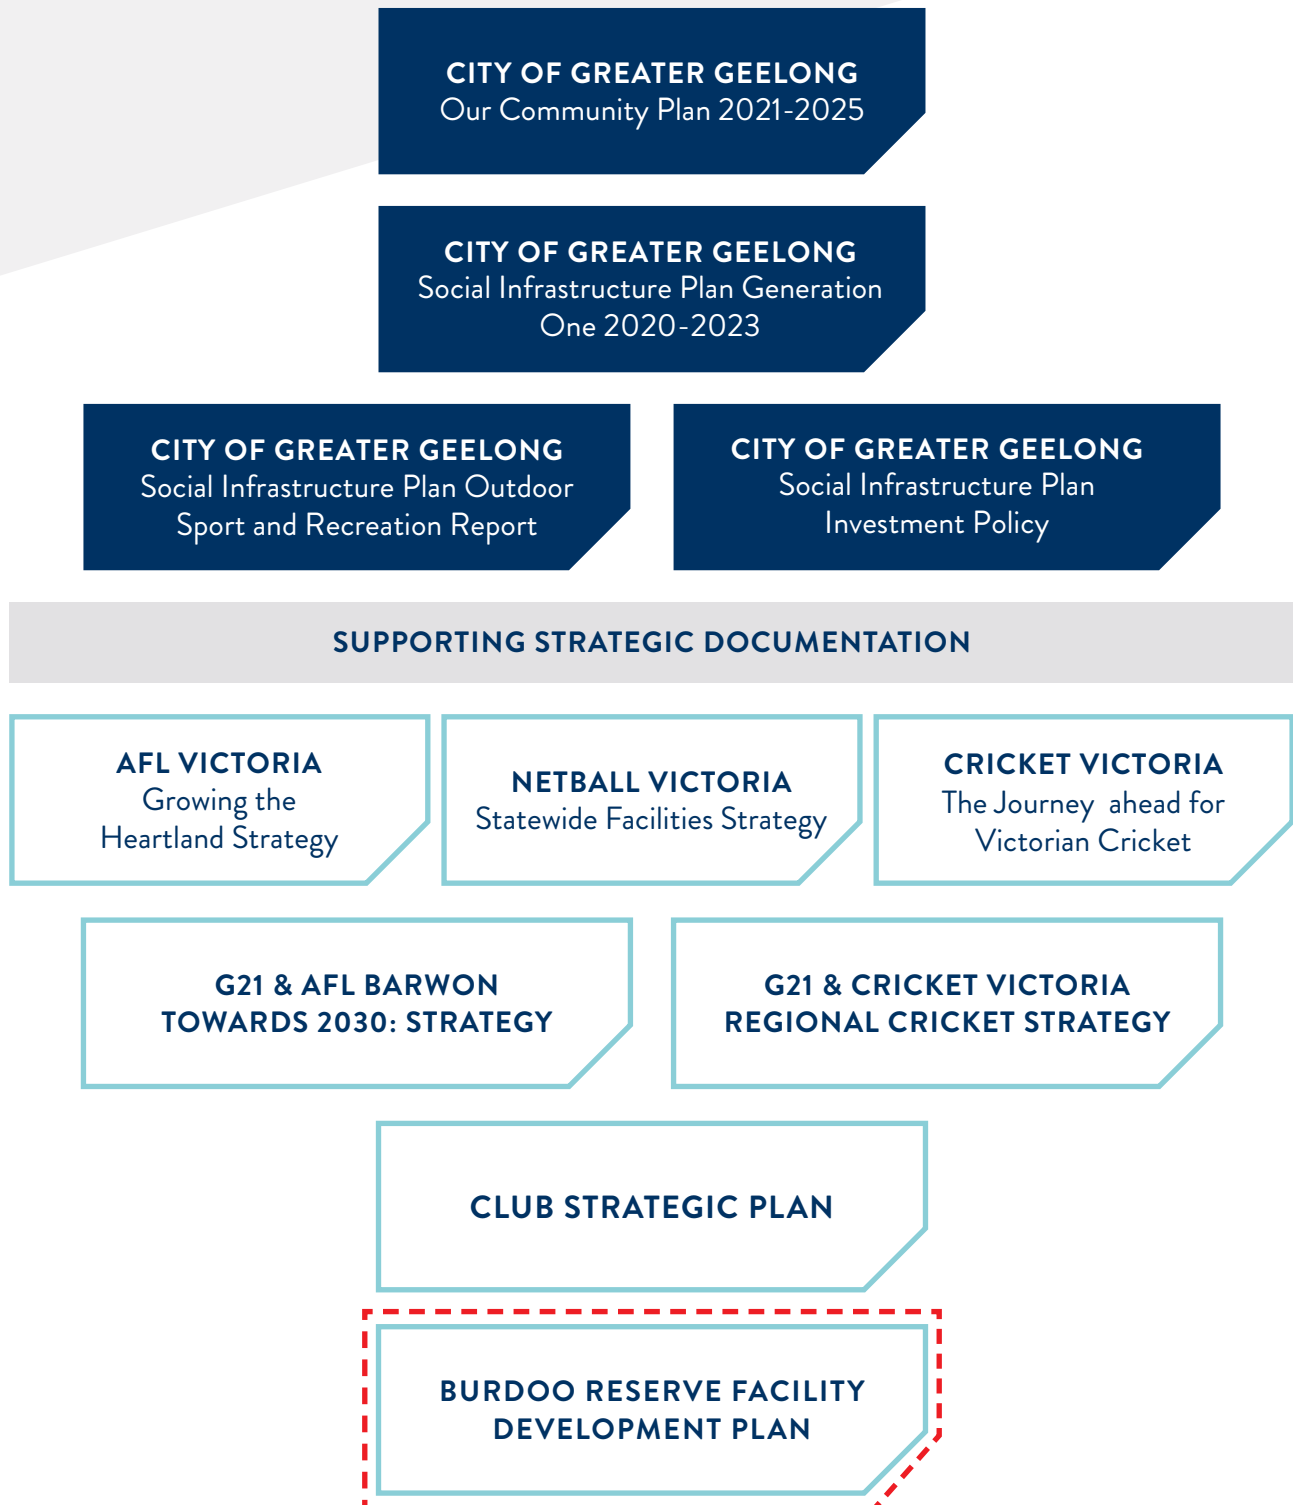 CITY OF GREATER GEELONG
Our Community Plan 2021-2025
CITY OF GREATER GEELONG
Social Infrastructure Plan Generation
One 2020-2023
CITY OF GREATER GEELONG
Social Infrastructure Plan Outdoor
Sport and Recreation Report
CITY OF GREATER GEELONG
Social Infrastructure Plan
Investment Policy
SUPPORTING STRATEGIC DOCUMENTATION
AFL VICTORIA
Growing the
Heartland Strategy
NETBALL VICTORIA
Statewide Facilities Strategy
CRICKET VICTORIA
The Journey ahead for
Victorian Cricket
G21 & AFL BARWON
TOWARDS 2030: STRATEGY
G21 & CRICKET VICTORIA
REGIONAL CRICKET STRATEGY
CLUB STRATEGIC PLAN
BURDOO RESERVE FACILITY
DEVELOPMENT PLAN